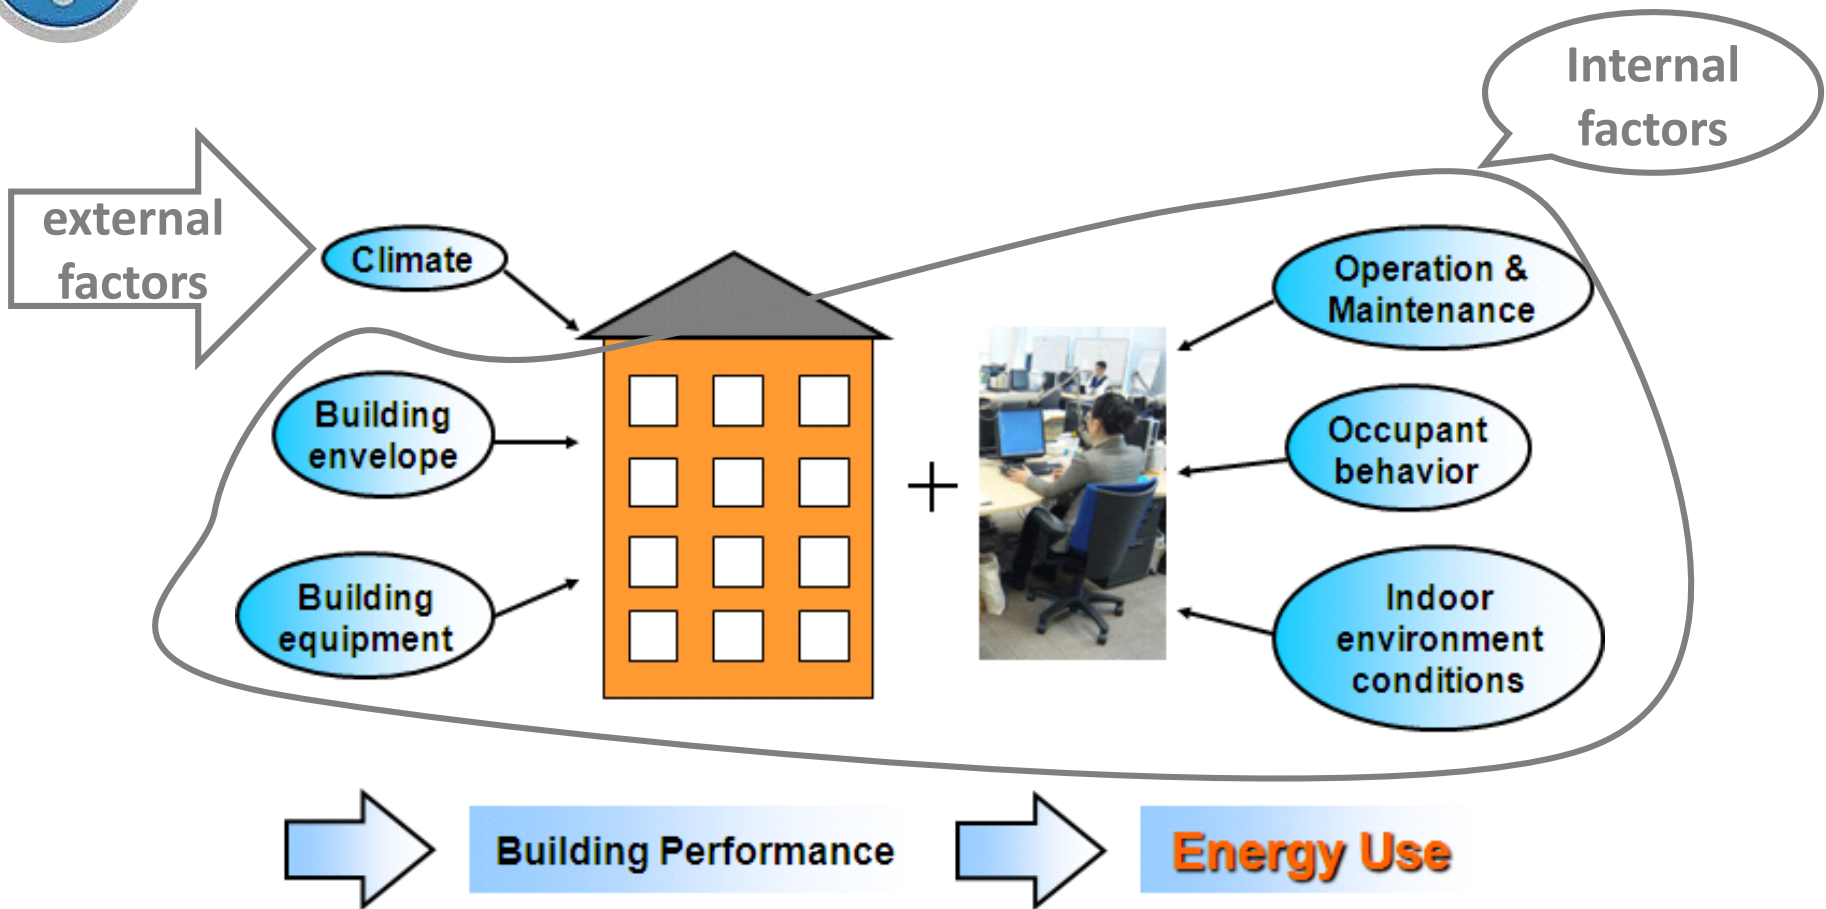 Internal
factors
external
factors
Climate
Building
envelope
Building
equipment
Operation &
Maintenance
Occupant
behavior
Indoor
environment
conditions
Building Performance
Energy Use